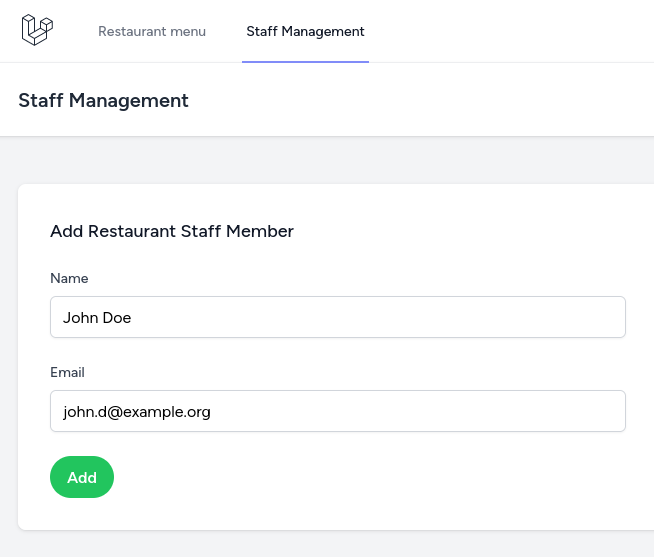 Restaurant menu Staff Management
Staff Management
Add Restaurant Staff Member
Name
John Doe
Email
john.d@example.org
Add